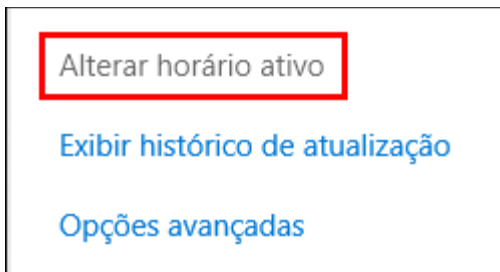 Alterar horário ativo
Exibir histórico de atualização
Opções avançadas